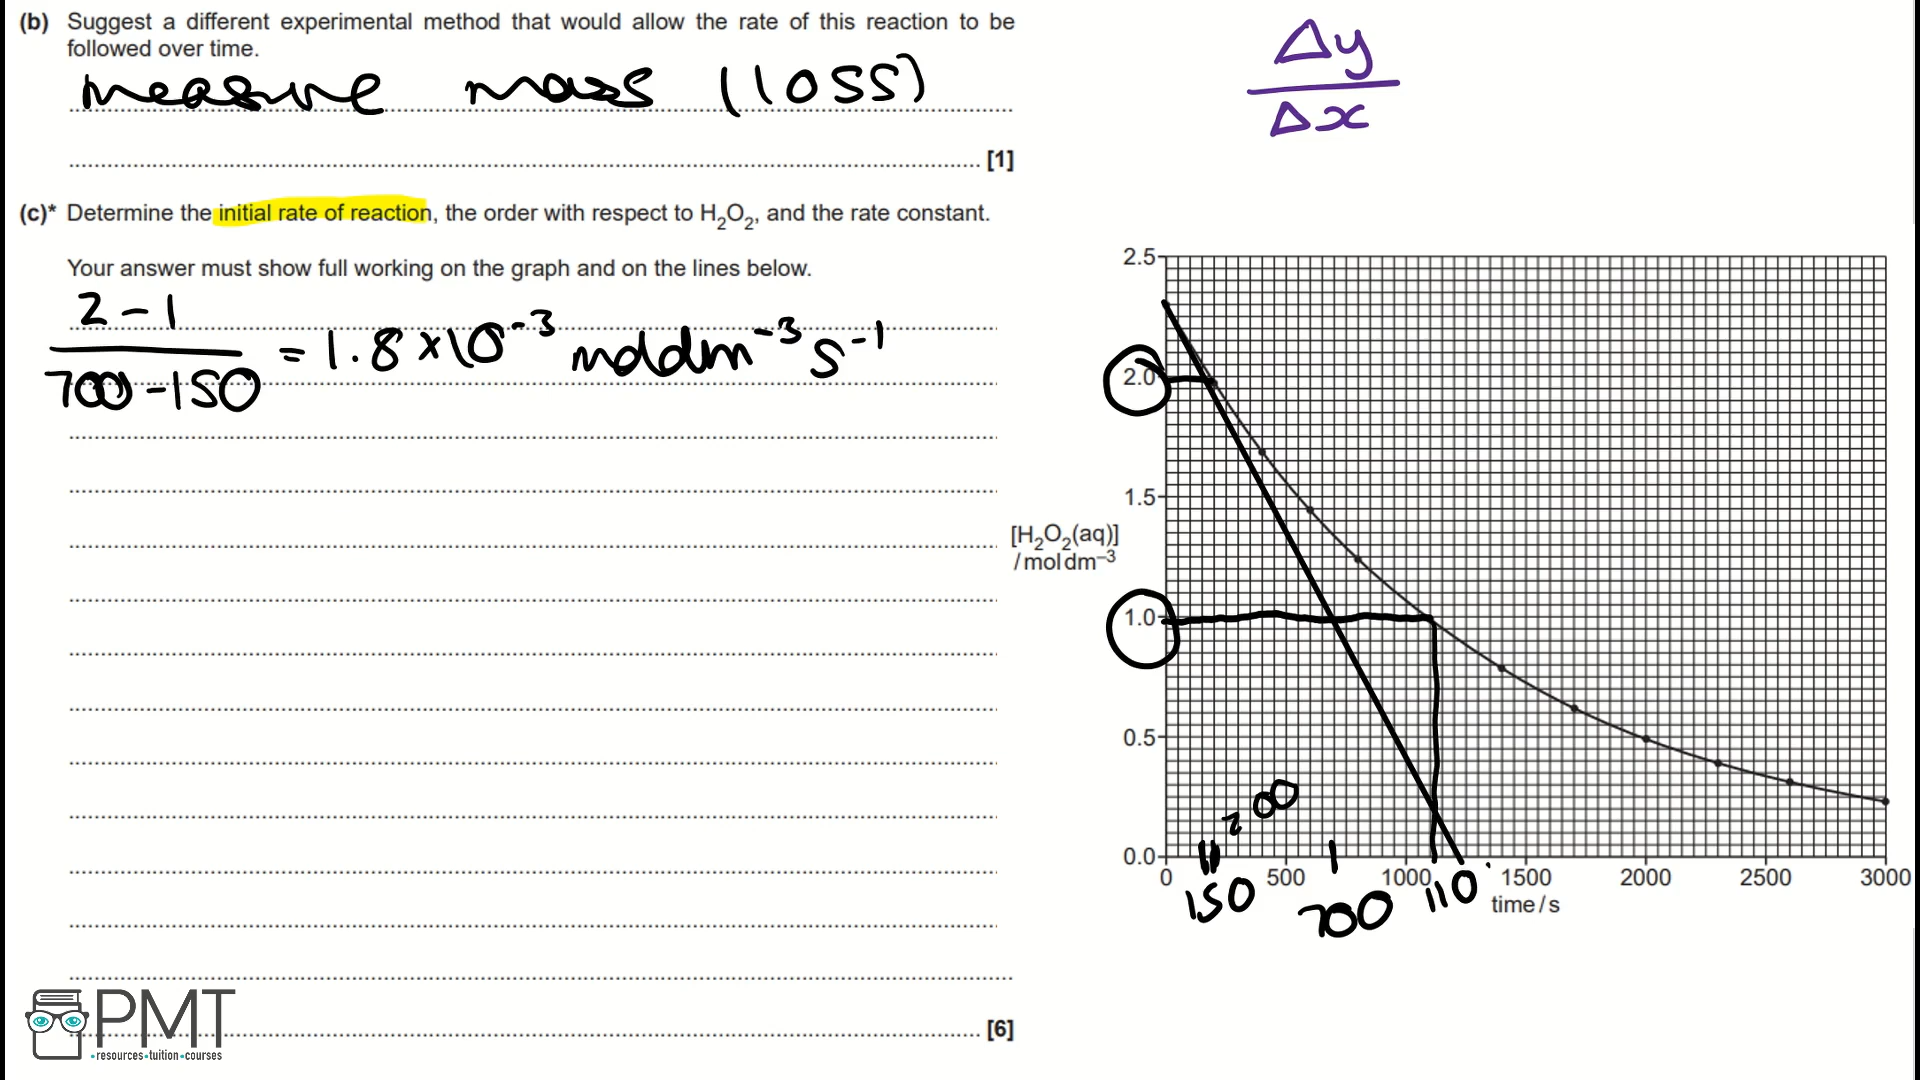 (b) Suggest a different experimental method that would allow the rate of this reaction to be
followed over time.
measure mass (loss)
[1]
(c)* Determine the initial rate of reaction, the order with respect to H₂O₂, and the rate constant.
Your answer must show full working on the graph and on the lines below.
2 - 1
700 - 150
= 1.8 × 10⁻³ moldm⁻³ s⁻¹
[6]
PMT
•resources•tuition•courses
Δy
Δx
2.5
2.0
1.5
[H₂O₂(aq)]
/ mol dm⁻³
1.0
0.5
200
0.0
0 500 1000 1500 2000 2500 3000
150
700
110
time / s